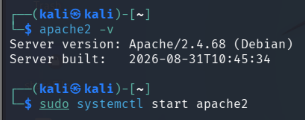 ┌──(kali㉿kali)-[~]
└─$ apache2 -v
Server version: Apache/2.4.68 (Debian)
Server built:   2026-08-31T10:45:34
┌──(kali㉿kali)-[~]
└─$ sudo systemctl start apache2